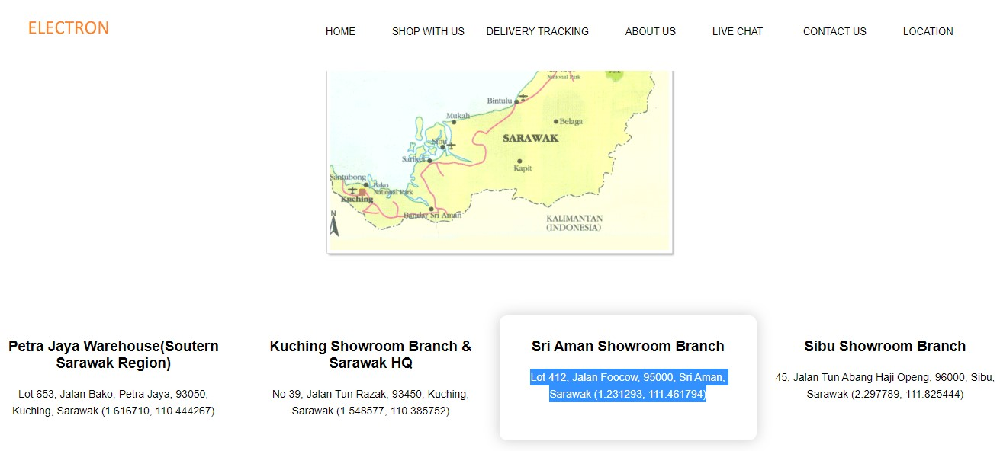 ELECTRON
HOME SHOP WITH US DELIVERY TRACKING ABOUT US LIVE CHAT CONTACT US LOCATION
National Park
Park
Bintulu
Mukah
Belaga
Sibu
SARAWAK
Sarikei
Kapit
Santubong
Bako
National Park
Kuching
N
Bandar Sri Aman
KALIMANTAN
(INDONESIA)
Petra Jaya Warehouse(Soutern
Sarawak Region)
Lot 653, Jalan Bako, Petra Jaya, 93050,
Kuching, Sarawak (1.616710, 110.444267)
Kuching Showroom Branch &
Sarawak HQ
No 39, Jalan Tun Razak, 93450, Kuching,
Sarawak (1.548577, 110.385752)
Sri Aman Showroom Branch
Lot 412, Jalan Foocow, 95000, Sri Aman,
Sarawak (1.231293, 111.461794)
Sibu Showroom Branch
45, Jalan Tun Abang Haji Openg, 96000, Sibu,
Sarawak (2.297789, 111.825444)